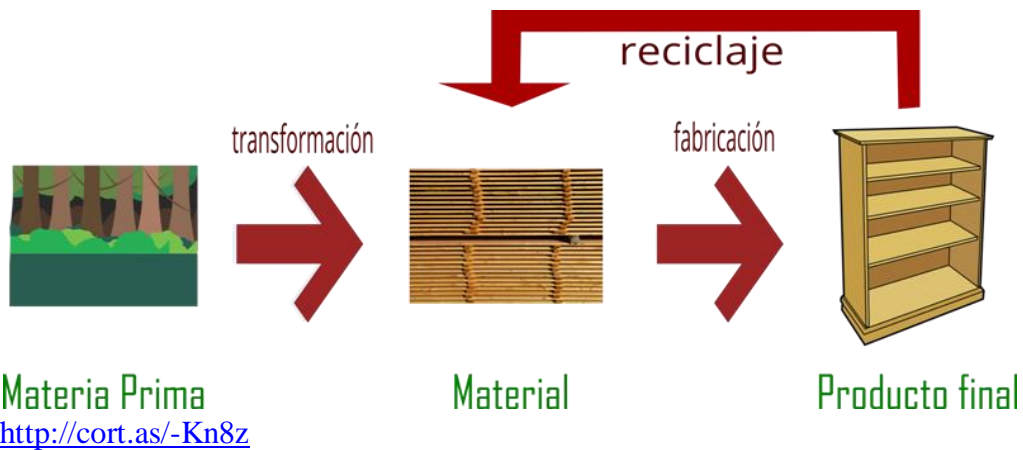 reciclaje
transformación
fabricación
Materia Prima
Material
Producto final
http://cort.as/-Kn8z